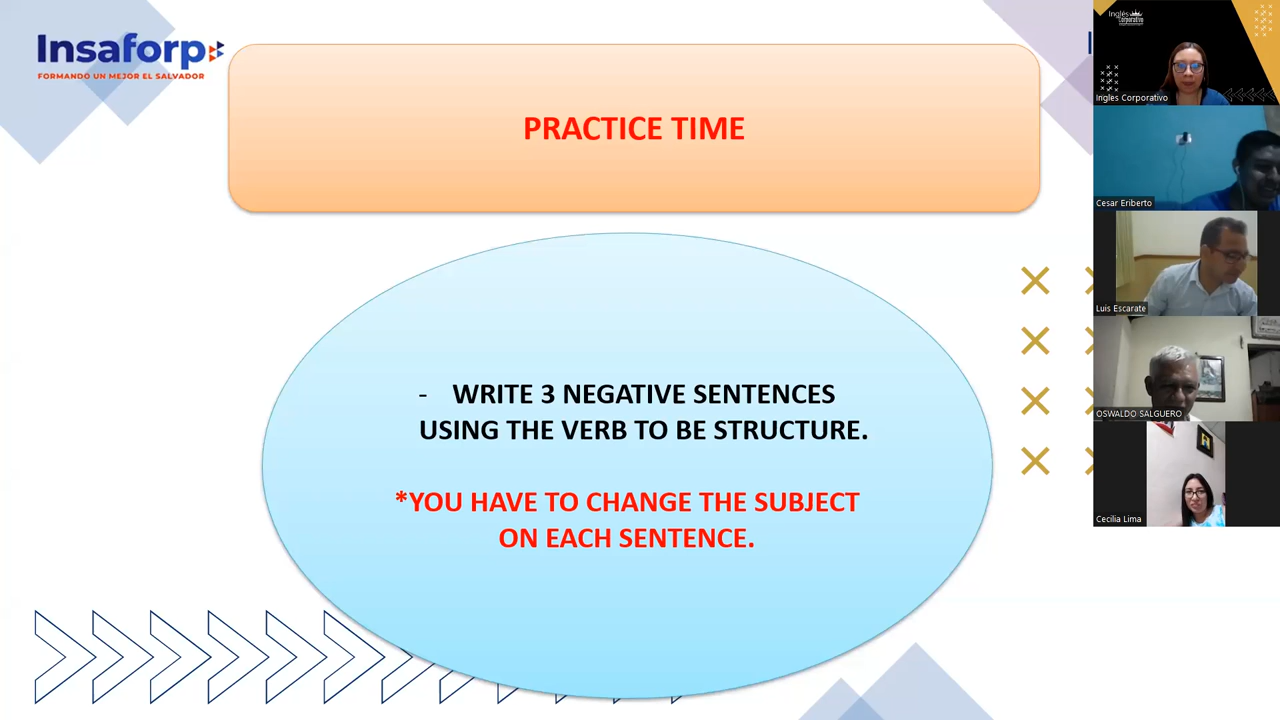 Insaforp
FORMANDO UN MEJOR EL SALVADOR
PRACTICE TIME
- WRITE 3 NEGATIVE SENTENCES
USING THE VERB TO BE STRUCTURE.
*YOU HAVE TO CHANGE THE SUBJECT
ON EACH SENTENCE.
Inglés
Corporativo
Ingles Corporativo
Cesar Eriberto
Luis Escarate
OSWALDO SALGUERO
Cecilia Lima